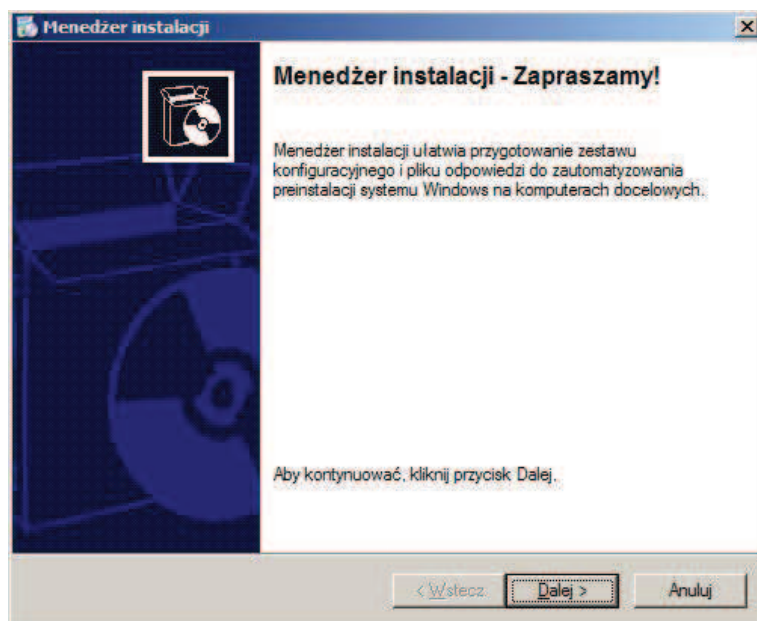 Menedżer instalacji
Menedżer instalacji - Zapraszamy!
Menedżer instalacji ułatwia przygotowanie zestawu
konfiguracyjnego i pliku odpowiedzi do zautomatyzowania
preinstalacji systemu Windows na komputerach docelowych.
Aby kontynuować, kliknij przycisk Dalej.
< Wstecz Dalej > Anuluj